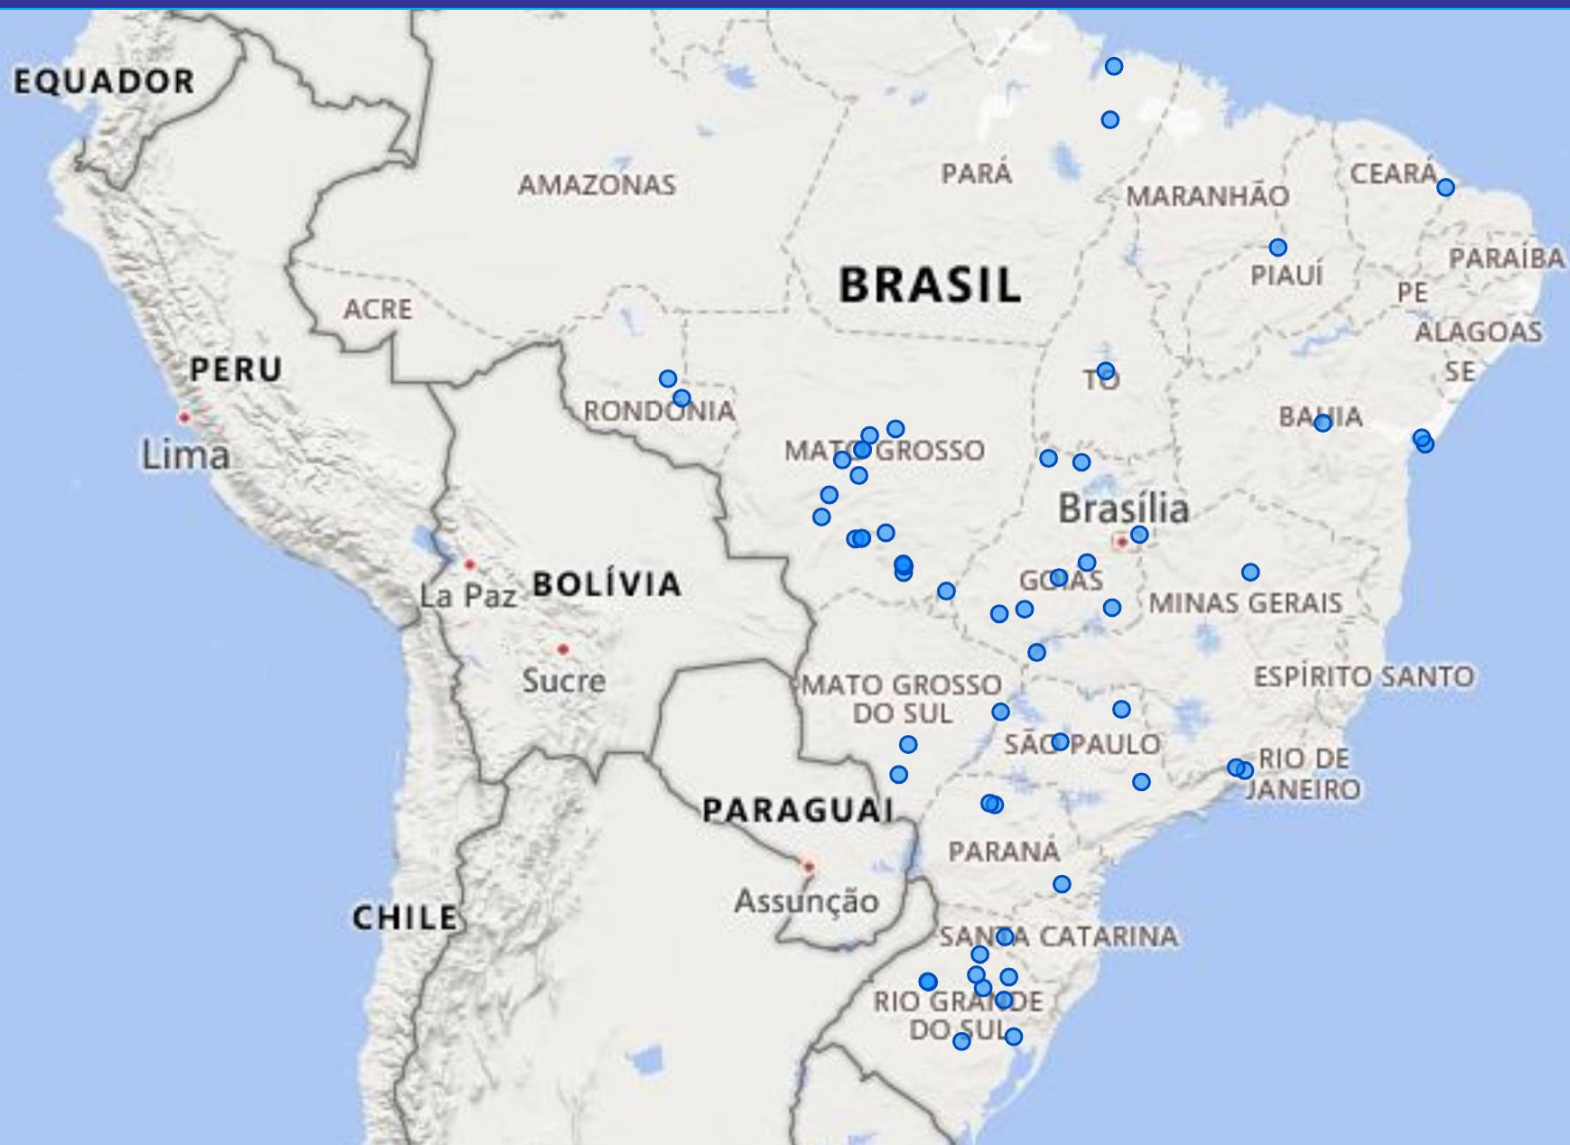 EQUADOR
AMAZONAS
PARÁ
MARANHÃO
CEARÁ
PARAÍBA
PIAUÍ
PE
BRASIL
ACRE
ALAGOAS
PERU
SE
TO
RONDÔNIA
BAHIA
Lima
MATO GROSSO
Brasília
GOIÁS
MINAS GERAIS
La Paz
BOLÍVIA
Sucre
MATO GROSSO
DO SUL
ESPÍRITO SANTO
SÃO PAULO
RIO DE
JANEIRO
PARAGUAI
PARANÁ
Assunção
CHILE
SANTA CATARINA
RIO GRANDE
DO SUL